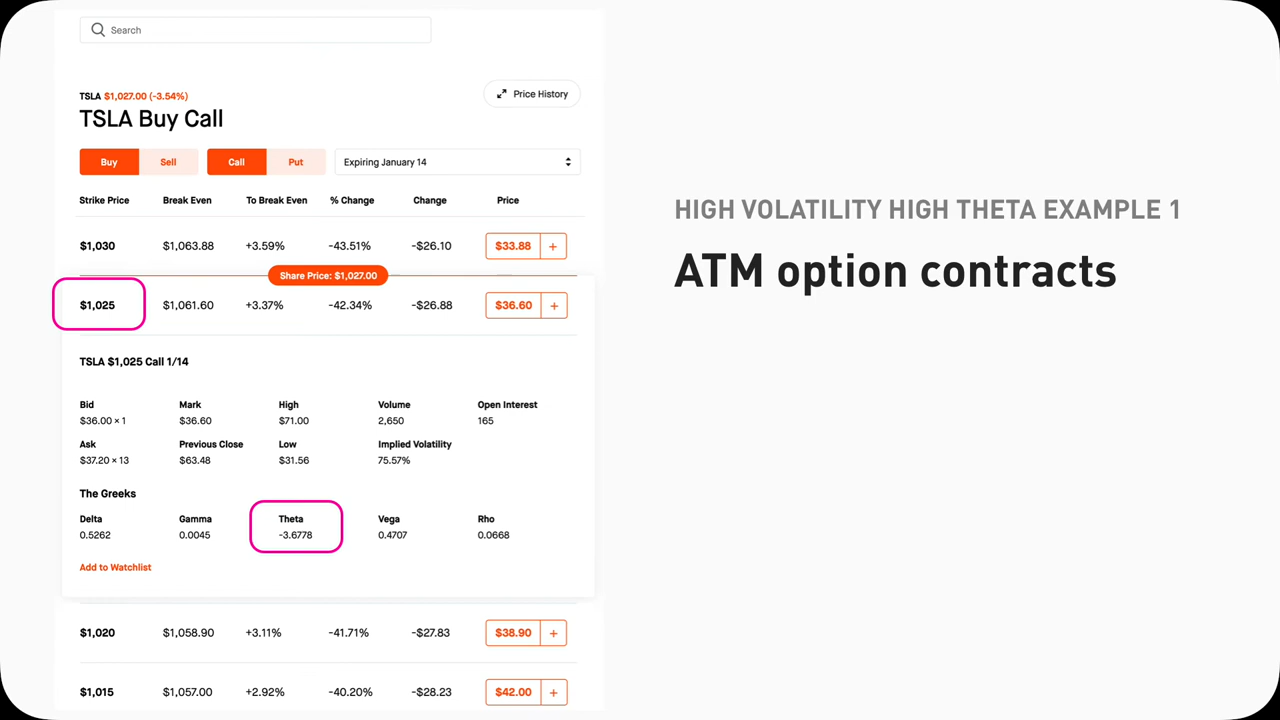 Search
TSLA $1,027.00 (-3.54%)
Price History
TSLA Buy Call
Buy Sell Call Put Expiring January 14
Strike Price Break Even To Break Even % Change Change Price
$1,030 $1,063.88 +3.59% -43.51% -$26.10 $33.88 +
Share Price: $1,027.00
$1,025 $1,061.60 +3.37% -42.34% -$26.88 $36.60 +
TSLA $1,025 Call 1/14
Bid Mark High Volume Open Interest
$36.00 × 1 $36.60 $71.00 2,650 165
Ask Previous Close Low Implied Volatility
$37.20 × 13 $63.48 $31.56 75.57%
The Greeks
Delta Gamma Theta Vega Rho
0.5262 0.0045 -3.6778 0.4707 0.0668
Add to Watchlist
$1,020 $1,058.90 +3.11% -41.71% -$27.83 $38.90 +
$1,015 $1,057.00 +2.92% -40.20% -$28.23 $42.00 +
HIGH VOLATILITY HIGH THETA EXAMPLE 1
ATM option contracts